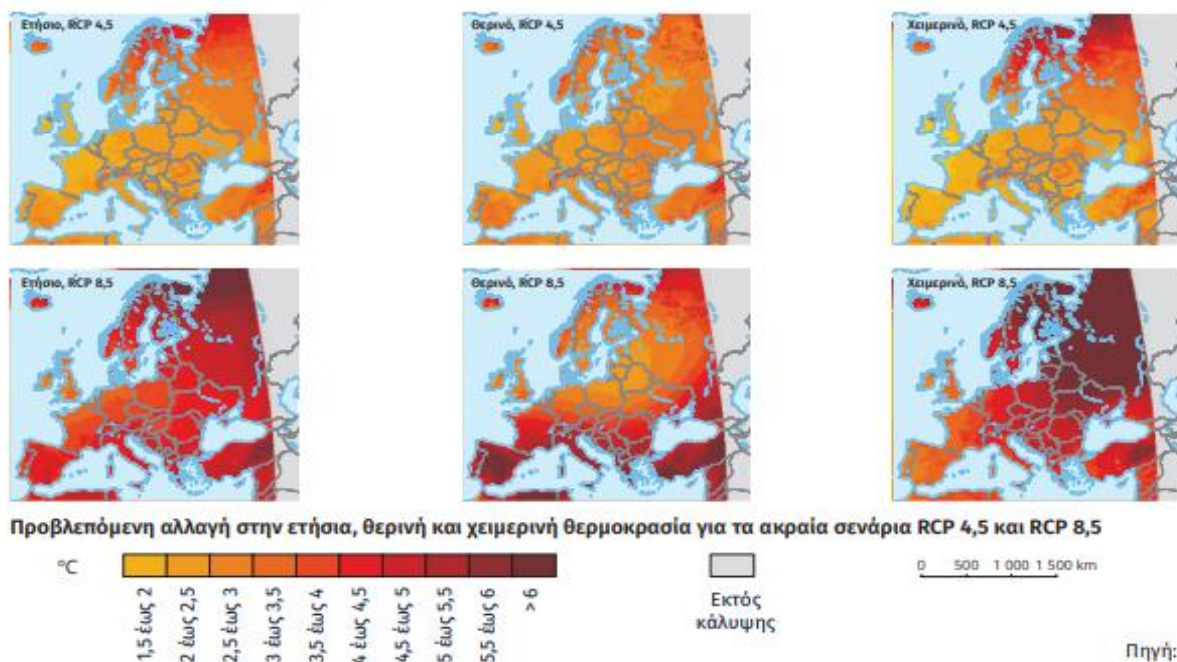 Ετήσιο, RCP 4,5
Θερινό, RCP 4,5
Χειμερινό, RCP 4,5
Ετήσιο, RCP 8,5
Θερινό, RCP 8,5
Χειμερινό, RCP 8,5
Προβλεπόμενη αλλαγή στην ετήσια, θερινή και χειμερινή θερμοκρασία για τα ακραία σενάρια RCP 4,5 και RCP 8,5
°C
1,5 έως 2
2 έως 2,5
2,5 έως 3
3 έως 3,5
3,5 έως 4
4 έως 4,5
4,5 έως 5
5 έως 5,5
5,5 έως 6
> 6
Εκτός
κάλυψης
0 500 1 000 1 500 km
Πηγή: